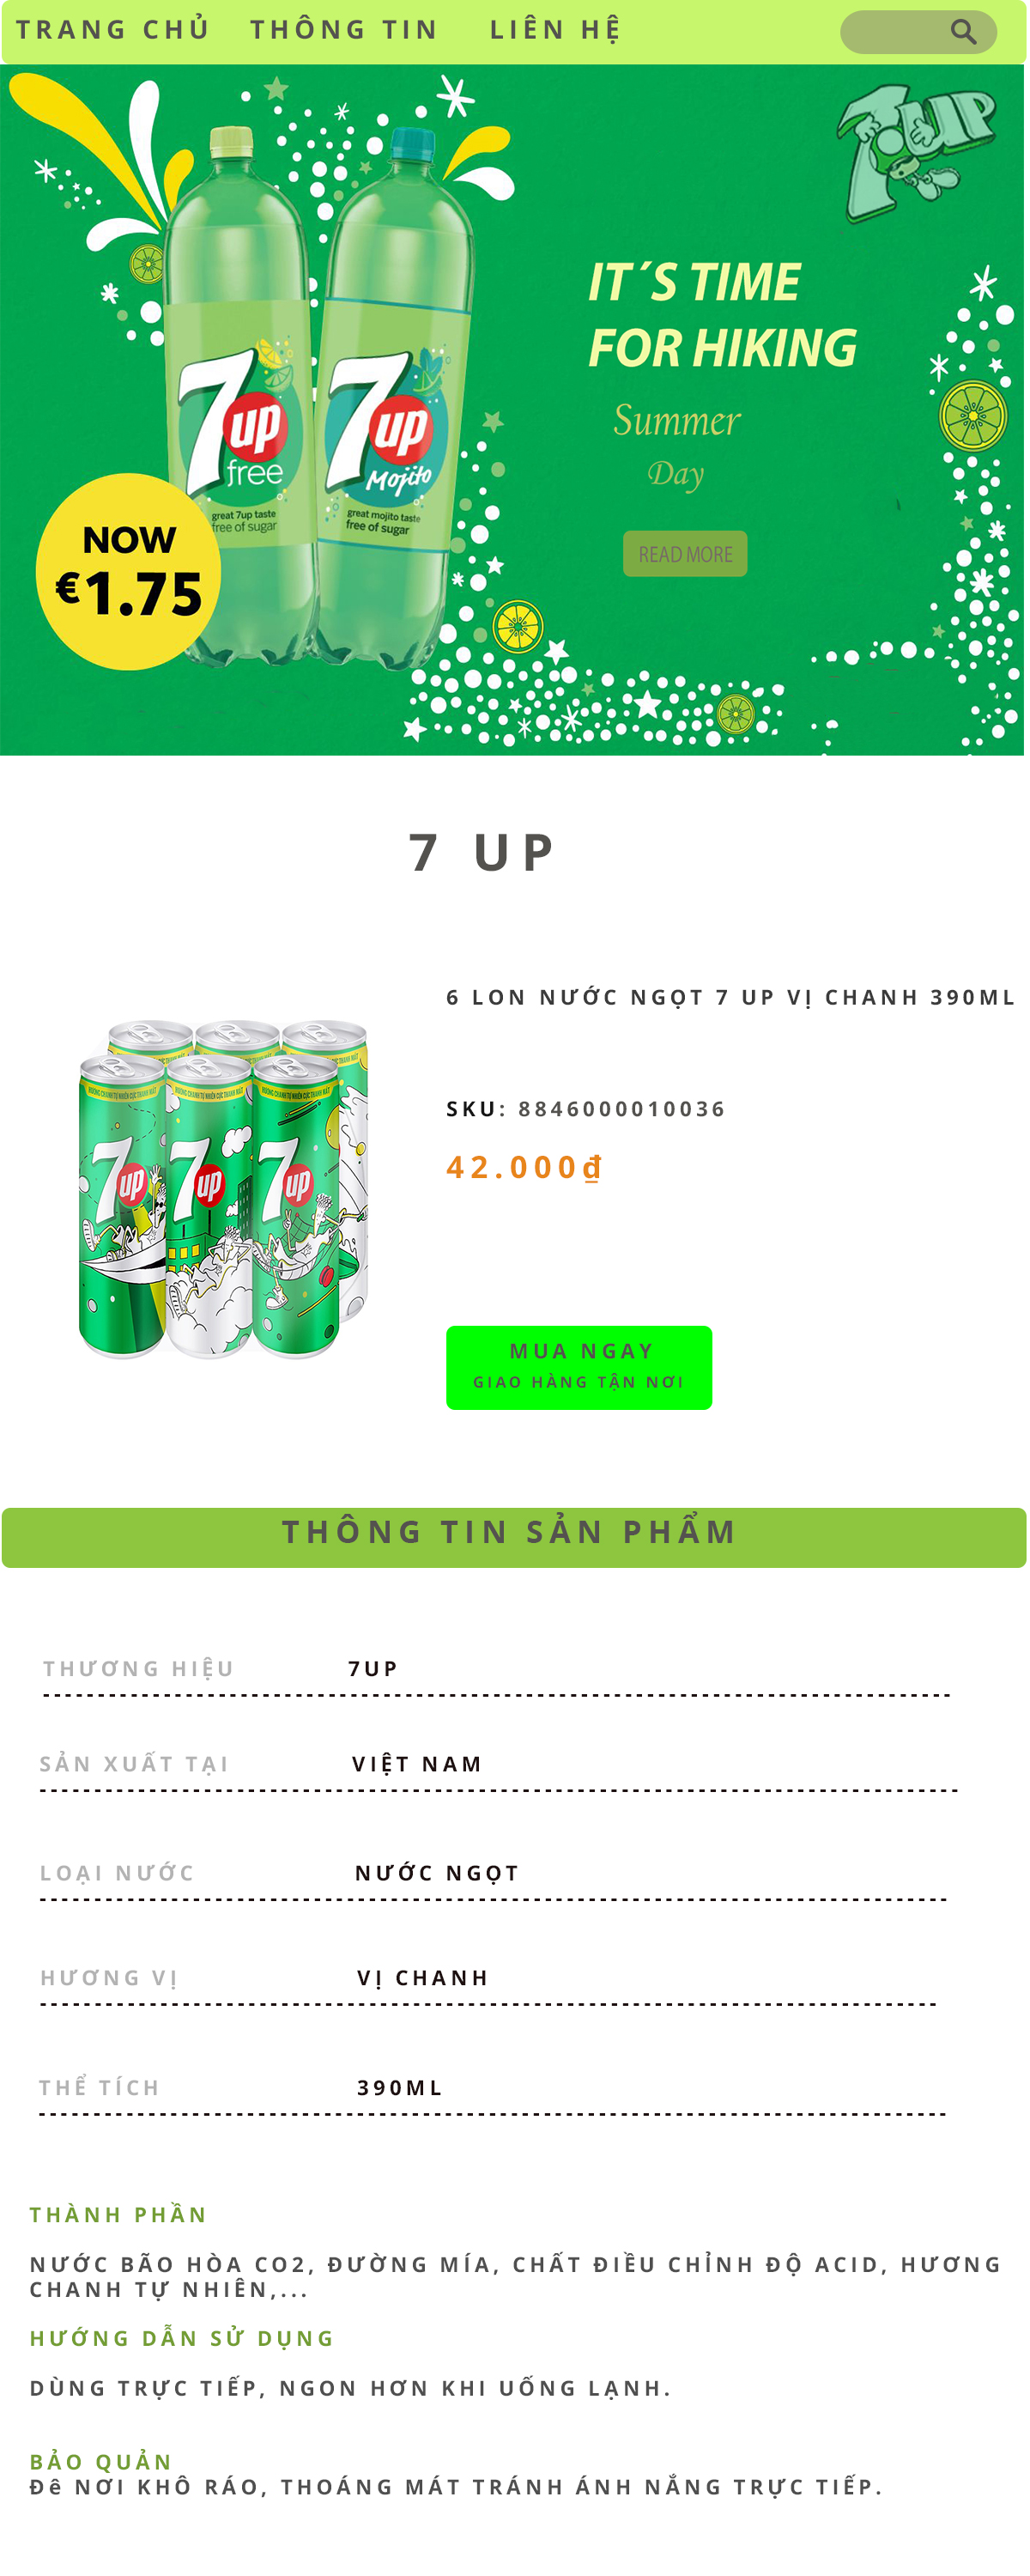 TRANG CHỦ THÔNG TIN LIÊN HỆ
7UP
IT´S TIME
FOR HIKING
Summer
Day
READ MORE
7up
free
great 7up taste
free of sugar
7up
Mojito
great mojito taste
free of sugar
NOW
€1.75
7 UP
6 LON NƯỚC NGỌT 7 UP VỊ CHANH 390ML
SKU: 8846000010036
42.000₫
7up
7up
7up
MUA NGAY
GIAO HÀNG TẬN NƠI
THÔNG TIN SẢN PHẨM
THƯƠNG HIỆU 7UP
SẢN XUẤT TẠI VIỆT NAM
LOẠI NƯỚC NƯỚC NGỌT
HƯƠNG VỊ VỊ CHANH
THỂ TÍCH 390ML
THÀNH PHẦN
NƯỚC BÃO HÒA CO2, ĐƯỜNG MÍA, CHẤT ĐIỀU CHỈNH ĐỘ ACID, HƯƠNG
CHANH TỰ NHIÊN,...
HƯỚNG DẪN SỬ DỤNG
DÙNG TRỰC TIẾP, NGON HƠN KHI UỐNG LẠNH.
BẢO QUẢN
Đê NƠI KHÔ RÁO, THOÁNG MÁT TRÁNH ÁNH NẮNG TRỰC TIẾP.